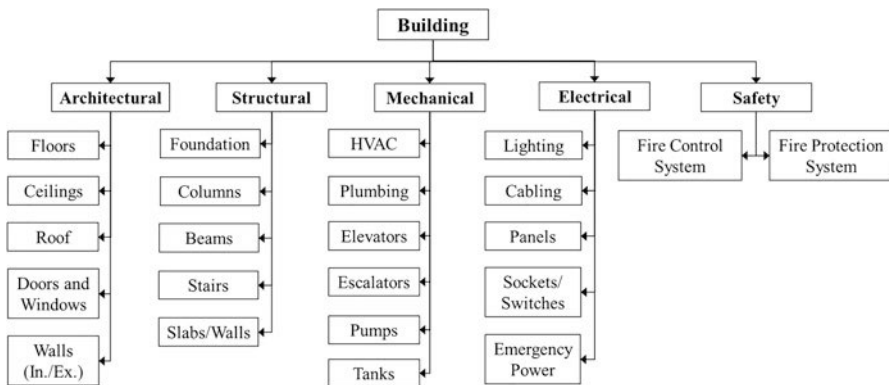 Building
Architectural
Structural
Mechanical
Electrical
Safety
Floors
Ceilings
Roof
Doors and
Windows
Walls
(In./Ex.)
Foundation
Columns
Beams
Stairs
Slabs/Walls
HVAC
Plumbing
Elevators
Escalators
Pumps
Tanks
Lighting
Cabling
Panels
Sockets/
Switches
Emergency
Power
Fire Control
System
Fire Protection
System